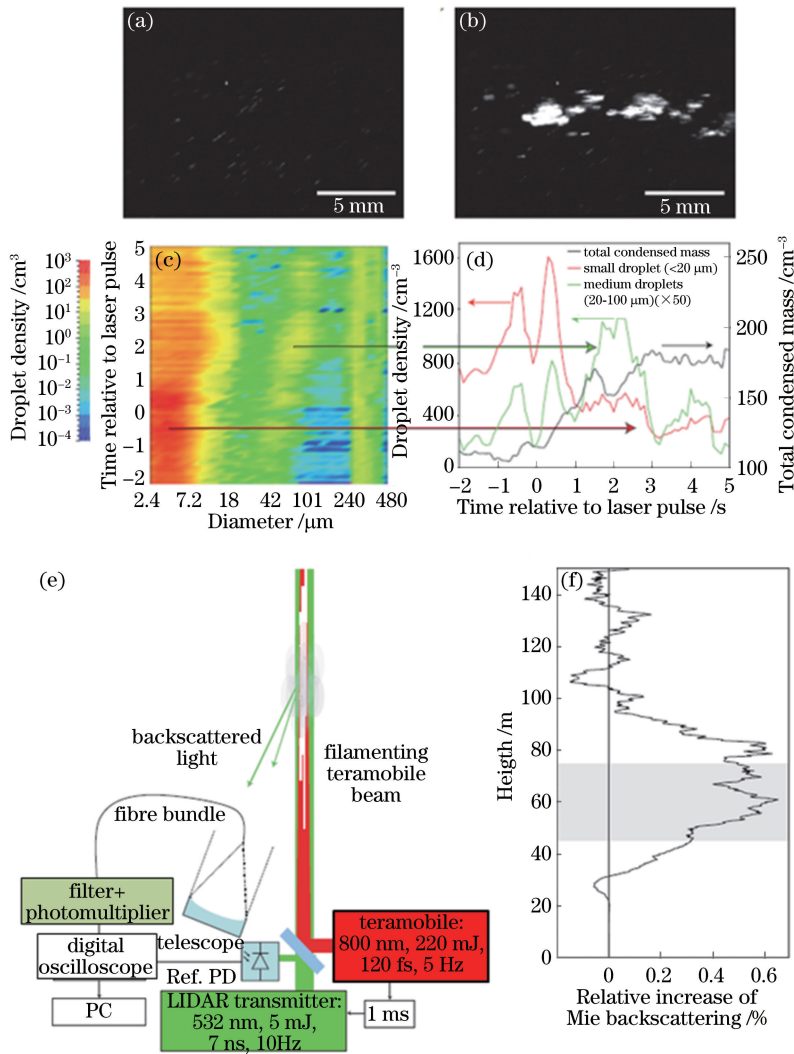 (a)
5 mm
(b)
5 mm
Droplet density /cm³
10³
10²
10¹
10⁰
10⁻¹
10⁻²
10⁻³
10⁻⁴
Time relative to laser pulse
5
4
3
2
1
0
−1
−2
(c)
2.4 7.2 18 42 101 240 480
Diameter /μm
Droplet density /cm⁻³
1600
1200
800
400
0
(d)
total condensed mass
small droplet (<20 μm)
medium droplets
(20-100 μm)(×50)
250
200
150
100
Total condensed mass /cm⁻³
−2 −1 0 1 2 3 4 5
Time relative to laser pulse /s
(e)
backscattered
light
filamenting
teramobile
beam
fibre bundle
filter+
photomultiplier
digital
oscilloscope
telescope
Ref. PD
PC
teramobile:
800 nm, 220 mJ,
120 fs, 5 Hz
LIDAR transmitter:
532 nm, 5 mJ,
7 ns, 10Hz
1 ms
(f)
Heigth /m
140
120
100
80
60
40
20
0
0 0.2 0.4 0.6
Relative increase of
Mie backscattering /%